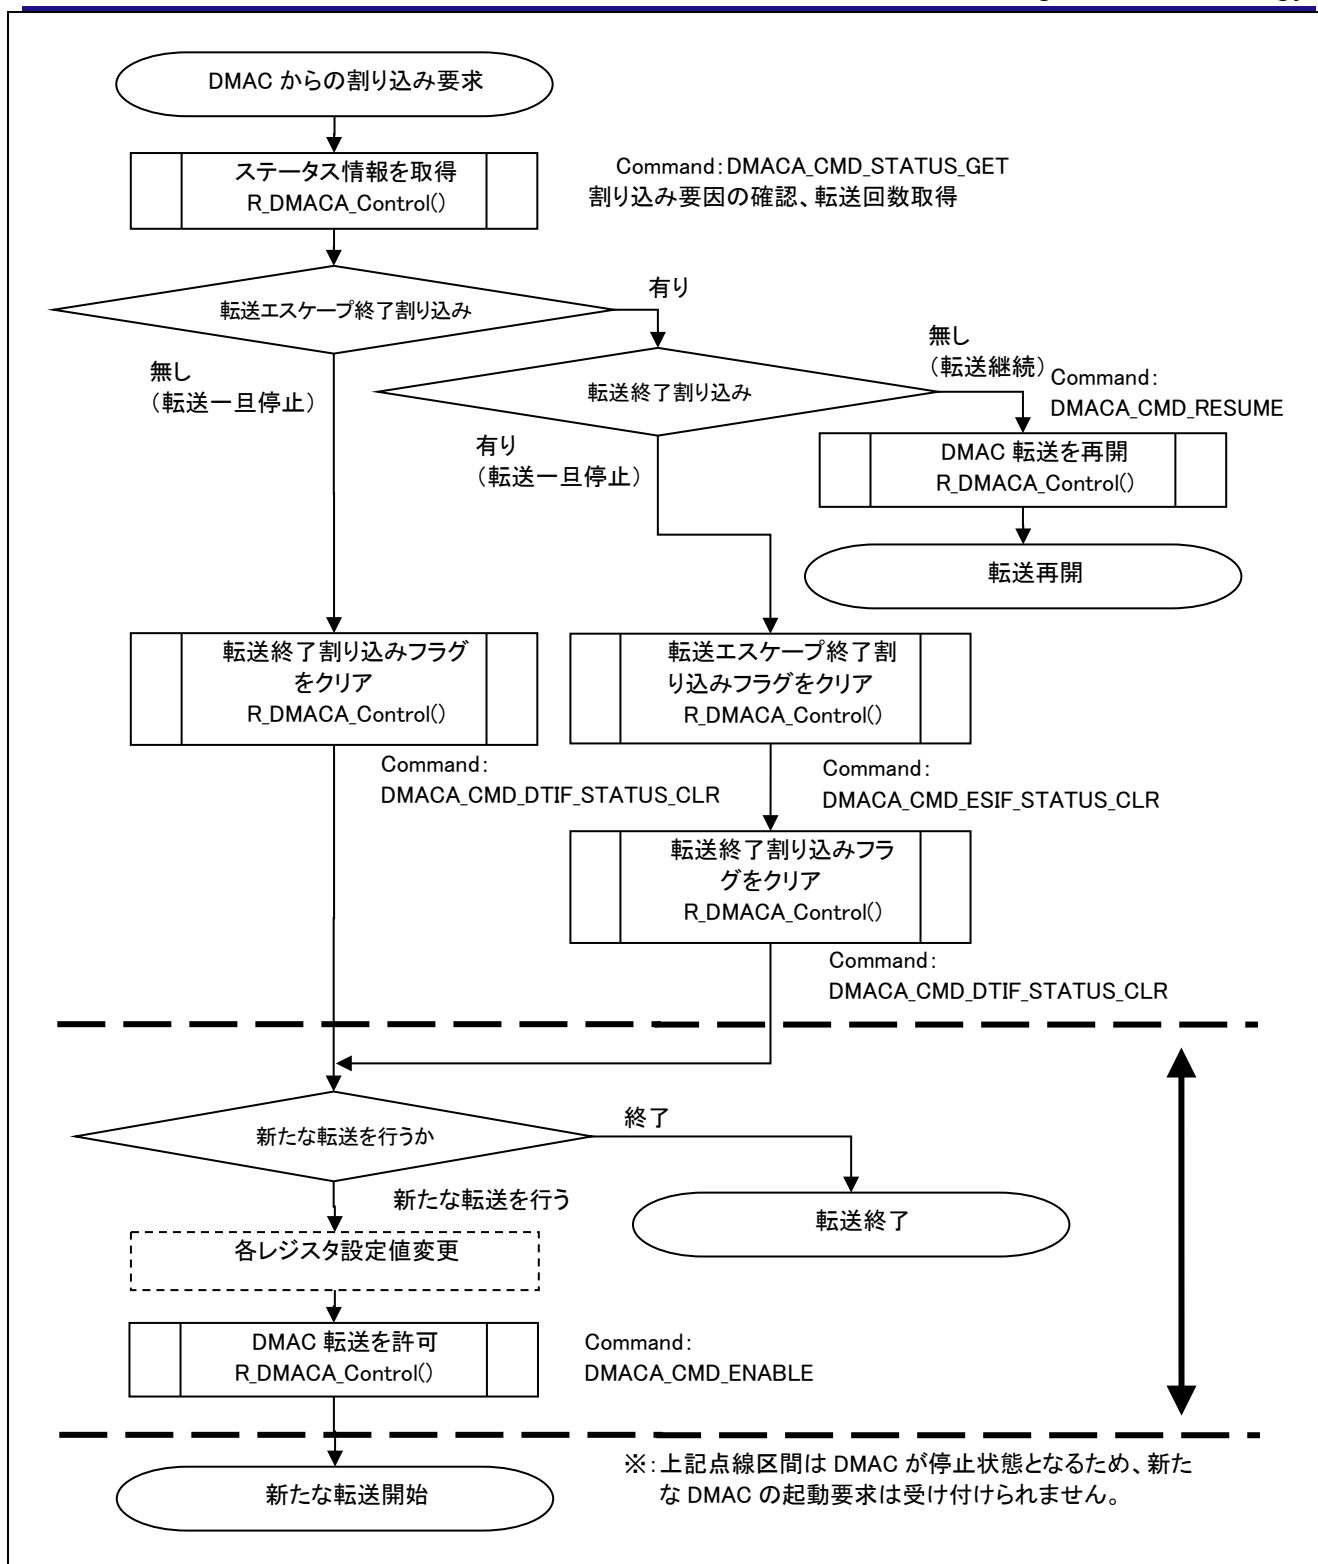 DMAC からの割り込み要求
ステータス情報を取得
R_DMACA_Control()
Command：DMACA_CMD_STATUS_GET
割り込み要因の確認、転送回数取得
転送エスケープ終了割り込み
有り
無し
（転送一旦停止）
転送終了割り込み
無し
（転送継続）
Command：
DMACA_CMD_RESUME
有り
（転送一旦停止）
DMAC 転送を再開
R_DMACA_Control()
転送再開
転送終了割り込みフラグ
をクリア
R_DMACA_Control()
Command：
DMACA_CMD_DTIF_STATUS_CLR
転送エスケープ終了割
り込みフラグをクリア
R_DMACA_Control()
Command：
DMACA_CMD_ESIF_STATUS_CLR
転送終了割り込みフラ
グをクリア
R_DMACA_Control()
Command：
DMACA_CMD_DTIF_STATUS_CLR
新たな転送を行うか
終了
転送終了
新たな転送を行う
各レジスタ設定値変更
DMAC 転送を許可
R_DMACA_Control()
Command：
DMACA_CMD_ENABLE
新たな転送開始
※：上記点線区間は DMAC が停止状態となるため、新た
な DMAC の起動要求は受け付けられません。